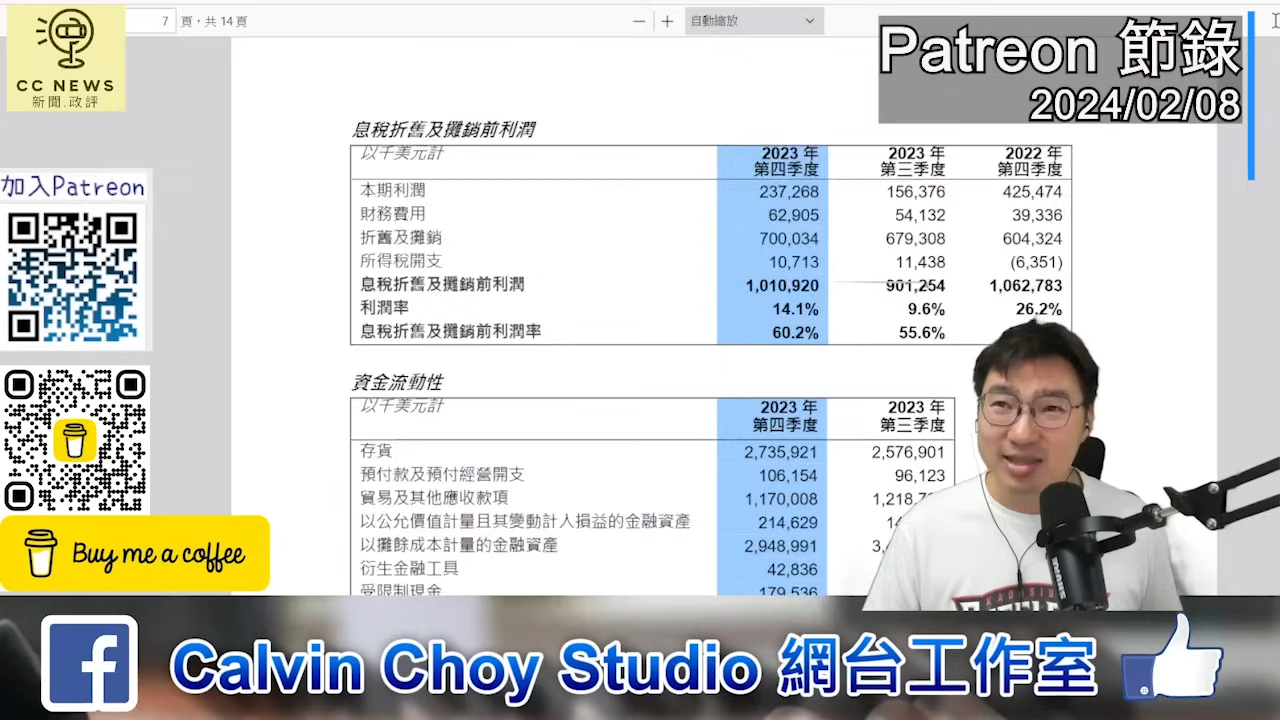 CC NEWS
新聞.政評
7 頁，共 14 頁
自動縮放
Patreon 節錄
2024/02/08
加入Patreon
Buy me a coffee
息稅折舊及攤銷前利潤
以千美元計 2023 年 第四季度 2023 年 第三季度 2022 年 第四季度
本期利潤 237,268 156,376 425,474
財務費用 62,905 54,132 39,336
折舊及攤銷 700,034 679,308 604,324
所得稅開支 10,713 11,438 (6,351)
息稅折舊及攤銷前利潤 1,010,920 901,254 1,062,783
利潤率 14.1% 9.6% 26.2%
息稅折舊及攤銷前利潤率 60.2% 55.6%
資金流動性
以千美元計 2023 年 第四季度 2023 年 第三季度
存貨 2,735,921 2,576,901
預付款及預付經營開支 106,154 96,123
貿易及其他應收款項 1,170,008
以公允價值計量且其變動計入損益的金融資產 214,629
以攤餘成本計量的金融資產 2,948,991
衍生金融工具 42,836
受限制現金 179,536
Calvin Choy Studio 網台工作室